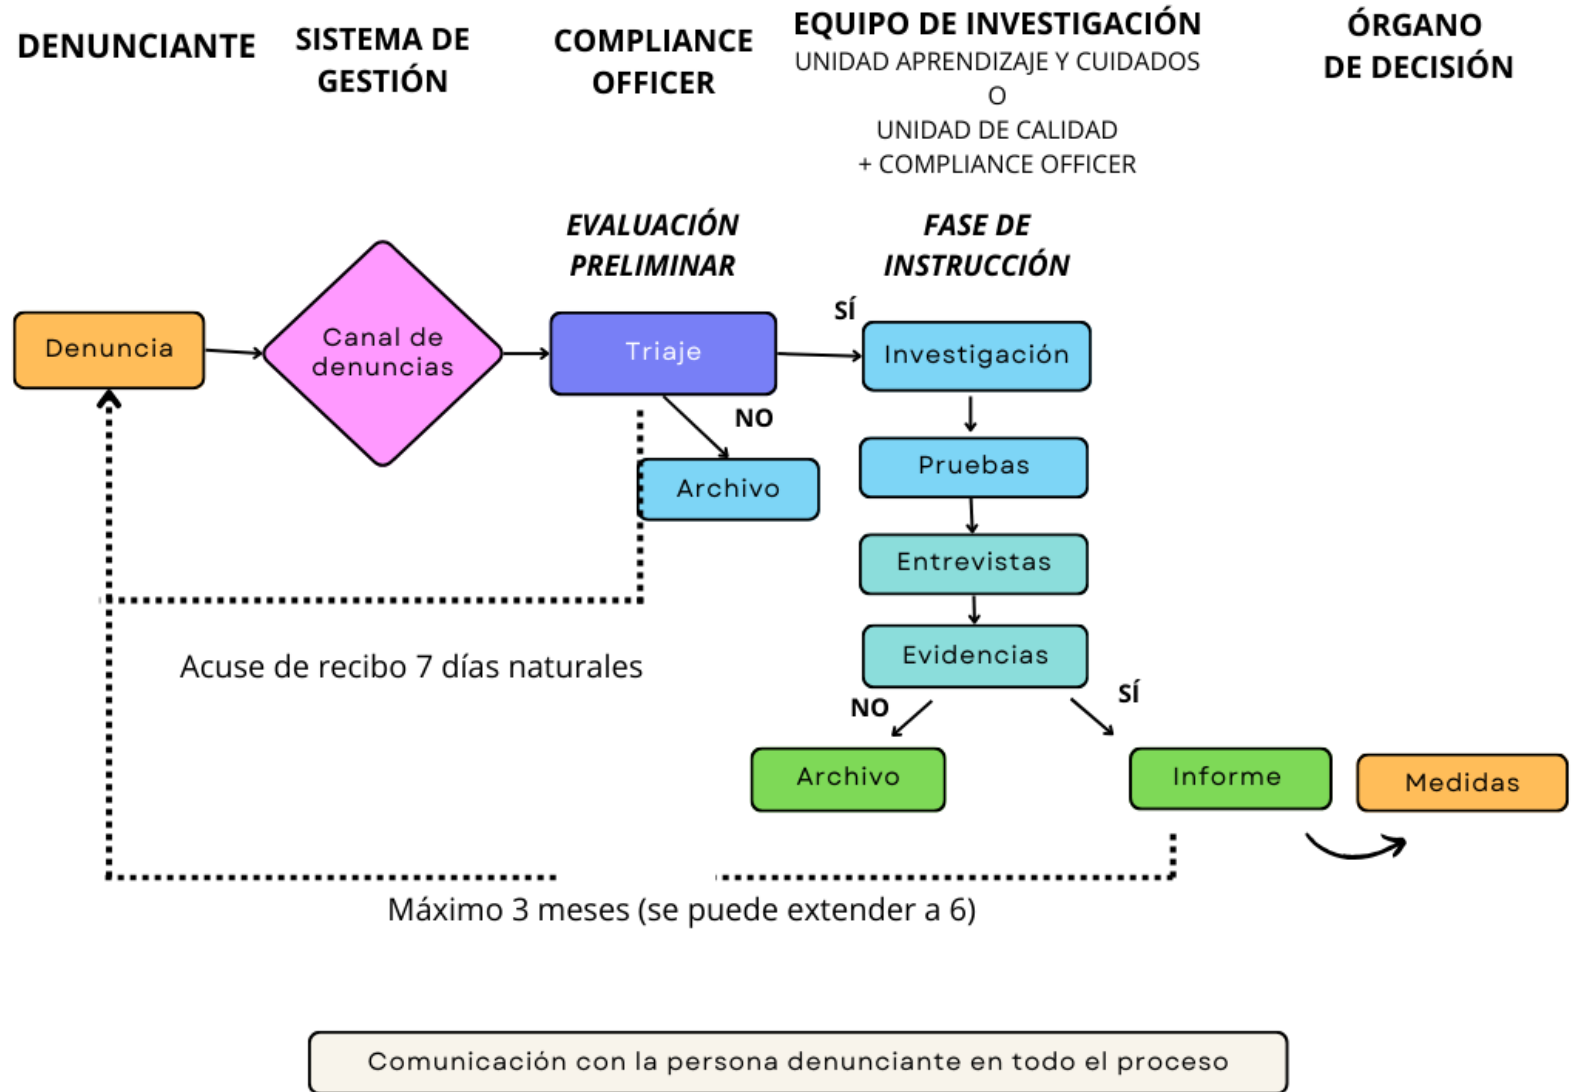 DENUNCIANTE
SISTEMA DE
GESTIÓN
COMPLIANCE
OFFICER
EQUIPO DE INVESTIGACIÓN
UNIDAD APRENDIZAJE Y CUIDADOS
O
UNIDAD DE CALIDAD
+ COMPLIANCE OFFICER
ÓRGANO
DE DECISIÓN
EVALUACIÓN
PRELIMINAR
FASE DE
INSTRUCCIÓN
Denuncia
Canal de
denuncias
Triaje
SÍ
Investigación
NO
Archivo
Pruebas
Entrevistas
Evidencias
Acuse de recibo 7 días naturales
NO
SÍ
Archivo
Informe
Medidas
Máximo 3 meses (se puede extender a 6)
Comunicación con la persona denunciante en todo el proceso